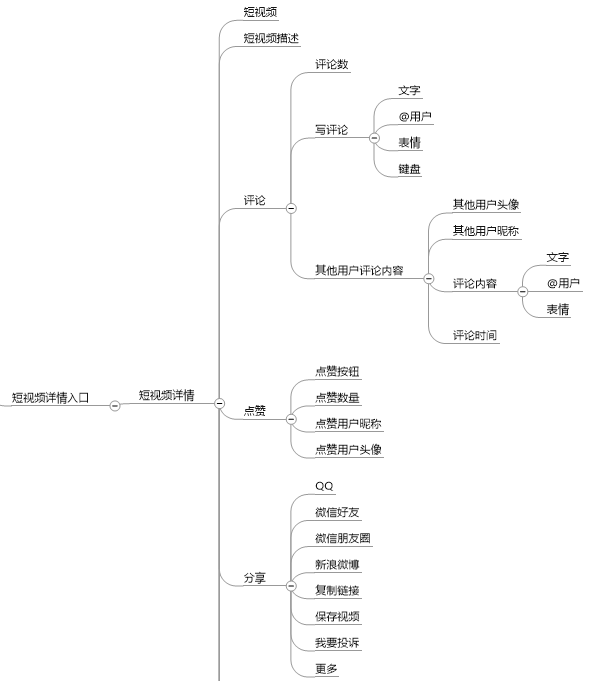 短视频
短视频描述
评论数
文字
@用户
写评论
表情
键盘
评论
其他用户头像
其他用户昵称
其他用户评论内容
文字
评论内容
@用户
表情
评论时间
点赞按钮
短视频详情入口
短视频详情
点赞数量
点赞
点赞用户昵称
点赞用户头像
QQ
微信好友
微信朋友圈
新浪微博
分享
复制链接
保存视频
我要投诉
更多